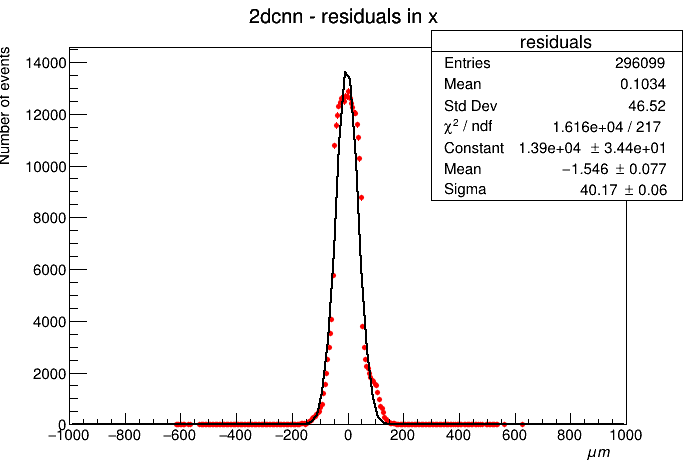 2dcnn - residuals in x
residuals
Entries 296099
Mean 0.1034
Std Dev 46.52
χ² / ndf 1.616e+04 / 217
Constant 1.39e+04 ± 3.44e+01
Mean −1.546 ± 0.077
Sigma 40.17 ± 0.06
Number of events
14000
12000
10000
8000
6000
4000
2000
0
−1000 −800 −600 −400 −200 0 200 400 600 800 1000
μm